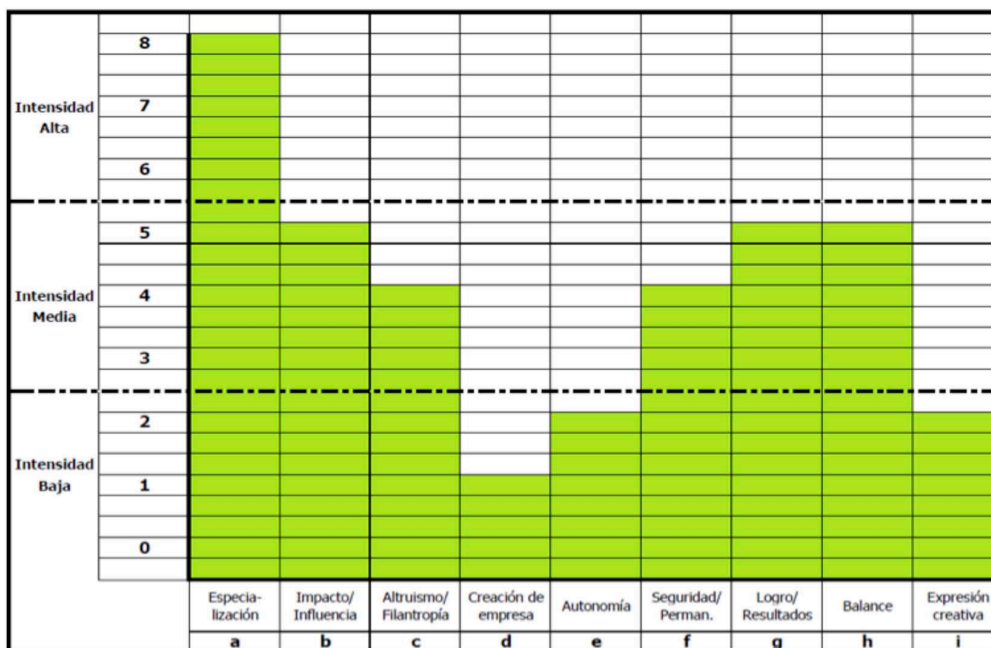 8
Intensidad
Alta
7
6
5
Intensidad
Media
4
3
2
Intensidad
Baja
1
0
Especia-
lización
Impacto/
Influencia
Altruismo/
Filantropía
Creación de
empresa
Autonomía
Seguridad/
Perman.
Logro/
Resultados
Balance
Expresión
creativa
a b c d e f g h i